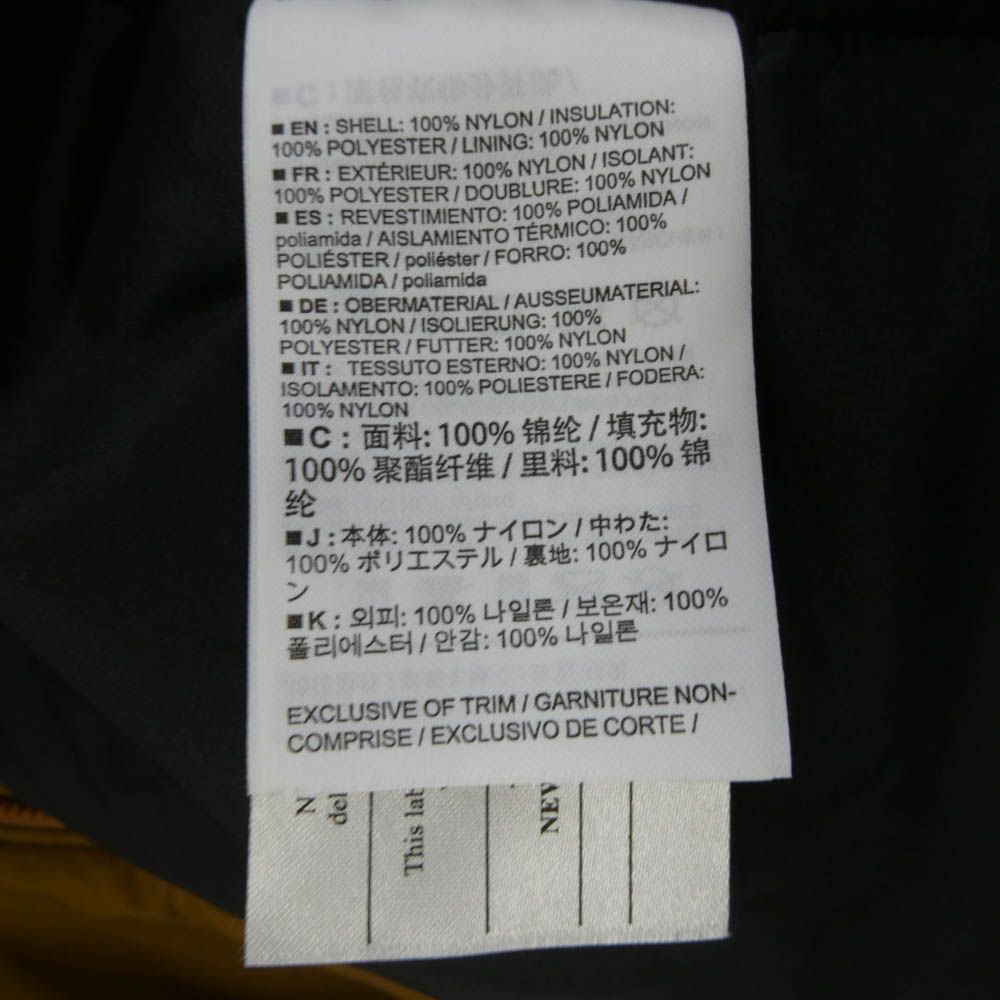 ■ EN : SHELL: 100% NYLON / INSULATION:
100% POLYESTER / LINING: 100% NYLON
■ FR : EXTÉRIEUR: 100% NYLON / ISOLANT:
100% POLYESTER / DOUBLURE: 100% NYLON
■ ES : REVESTIMIENTO: 100% POLIAMIDA /
poliamida / AISLAMIENTO TÉRMICO: 100%
POLIÉSTER / poliéster / FORRO: 100%
POLIAMIDA / poliamida
■ DE : OBERMATERIAL / AUSSEUMATERIAL:
100% NYLON / ISOLIERUNG: 100%
POLYESTER / FUTTER: 100% NYLON
■ IT : TESSUTO ESTERNO: 100% NYLON /
ISOLAMENTO: 100% POLIESTERE / FODERA:
100% NYLON
■ C : 面料: 100% 锦纶 / 填充物:
100% 聚酯纤维 / 里料: 100% 锦
纶
■ J : 本体: 100% ナイロン / 中わた:
100% ポリエステル / 裏地: 100% ナイロ
ン
■ K : 외피: 100% 나일론 / 보온재: 100%
폴리에스터 / 안감: 100% 나일론
EXCLUSIVE OF TRIM / GARNITURE NON-
COMPRISE / EXCLUSIVO DE CORTE /
del
This lab
NEW